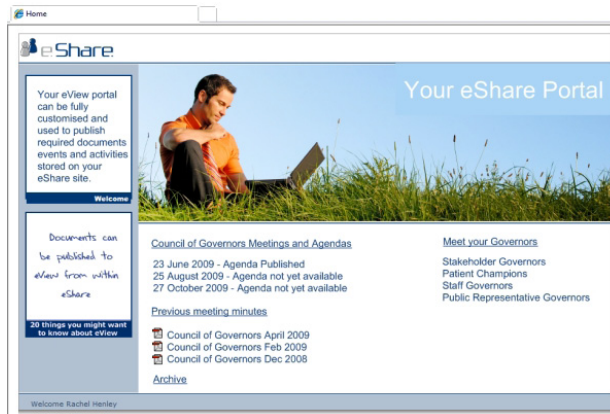 Home
eShare
Your eView portal
can be fully
customised and
used to publish
required documents
events and activities
stored on your
eShare site.
Welcome
Documents can
be published to
eView from within
eShare
20 things you might want
to know about eView
Your eShare Portal
Council of Governors Meetings and Agendas
23 June 2009 - Agenda Published
25 August 2009 - Agenda not yet available
27 October 2009 - Agenda not yet available
Previous meeting minutes
Council of Governors April 2009
Council of Governors Feb 2009
Council of Governors Dec 2008
Archive
Meet your Governors
Stakeholder Governors
Patient Champions
Staff Governors
Public Representative Governors
Welcome Rachel Henley